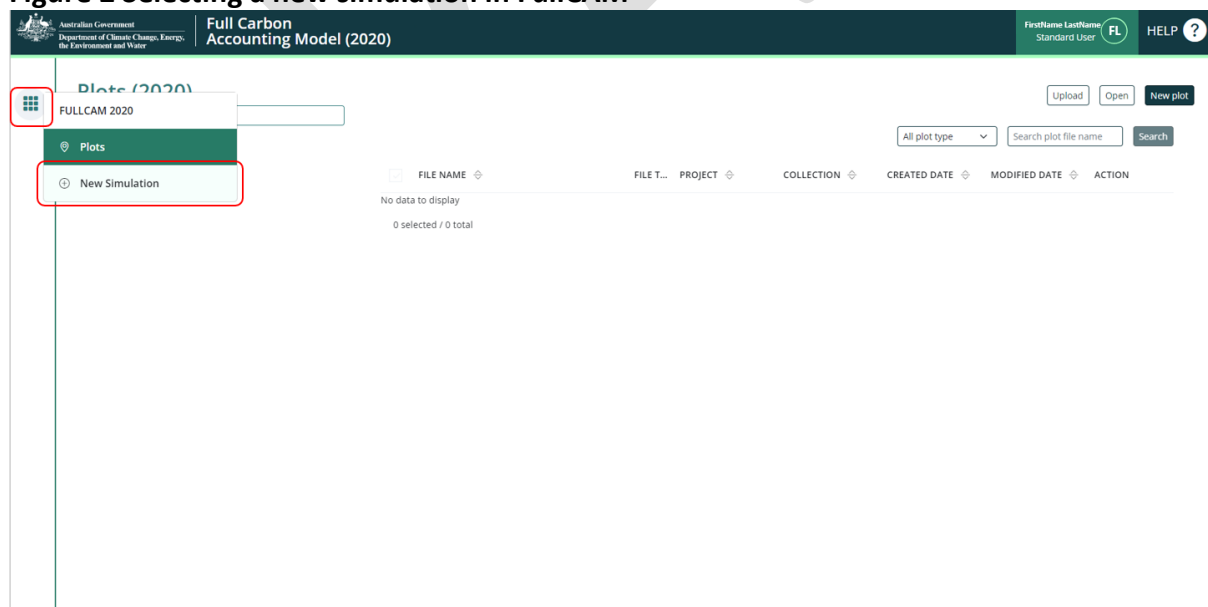 Figure 2 Selecting a new simulation in FullCAM
Australian Government
Department of Climate Change, Energy,
the Environment and Water
Full Carbon
Accounting Model (2020)
FirstName LastName
Standard User
FL
HELP ?
Plots (2020)
Upload
Open
New plot
FULLCAM 2020
Plots
New Simulation
All plot type
Search plot file name
Search
FILE NAME
FILE T...
PROJECT
COLLECTION
CREATED DATE
MODIFIED DATE
ACTION
No data to display
0 selected / 0 total